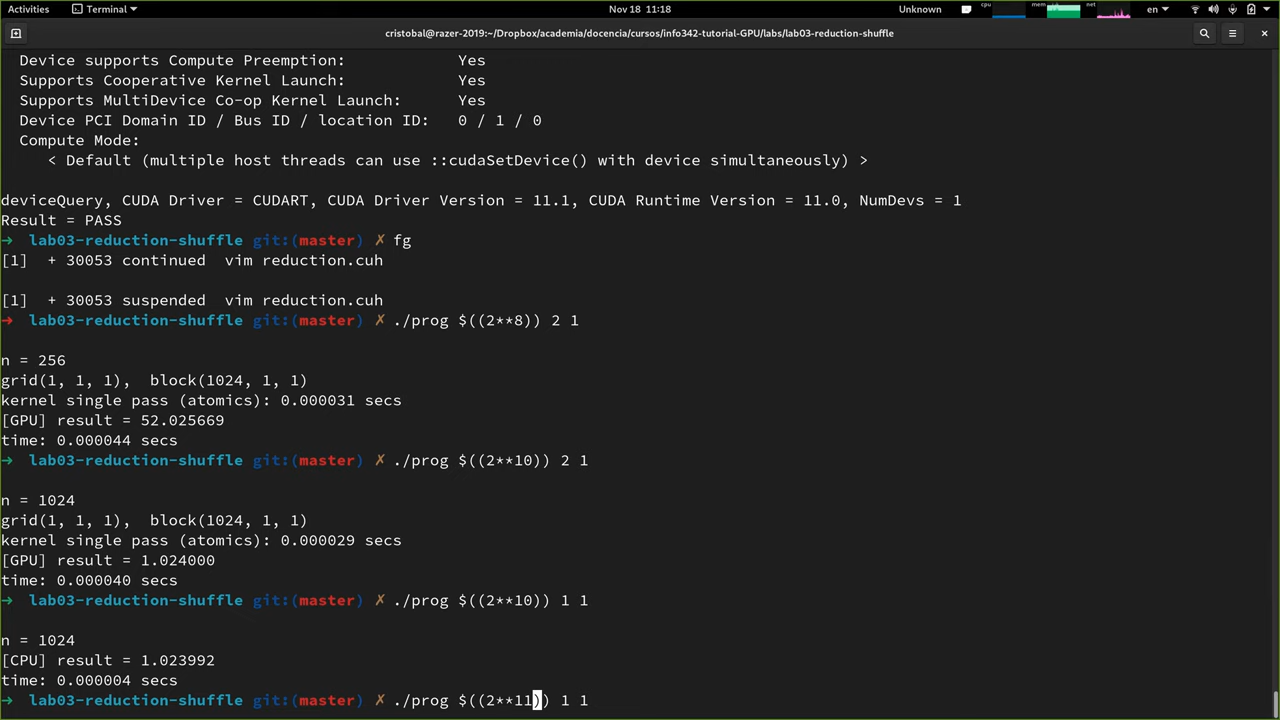 Activities Terminal Nov 18 11:18 Unknown cpu mem net en
cristobal@razer-2019:~/Dropbox/academia/docencia/cursos/info342-tutorial-GPU/labs/lab03-reduction-shuffle
Device supports Compute Preemption: Yes
Supports Cooperative Kernel Launch: Yes
Supports MultiDevice Co-op Kernel Launch: Yes
Device PCI Domain ID / Bus ID / location ID: 0 / 1 / 0
Compute Mode:
< Default (multiple host threads can use ::cudaSetDevice() with device simultaneously) >
deviceQuery, CUDA Driver = CUDART, CUDA Driver Version = 11.1, CUDA Runtime Version = 11.0, NumDevs = 1
Result = PASS
→ lab03-reduction-shuffle git:(master) ✗ fg
[1] + 30053 continued vim reduction.cuh
[1] + 30053 suspended vim reduction.cuh
→ lab03-reduction-shuffle git:(master) ✗ ./prog $((2**8)) 2 1
n = 256
grid(1, 1, 1), block(1024, 1, 1)
kernel single pass (atomics): 0.000031 secs
[GPU] result = 52.025669
time: 0.000044 secs
→ lab03-reduction-shuffle git:(master) ✗ ./prog $((2**10)) 2 1
n = 1024
grid(1, 1, 1), block(1024, 1, 1)
kernel single pass (atomics): 0.000029 secs
[GPU] result = 1.024000
time: 0.000040 secs
→ lab03-reduction-shuffle git:(master) ✗ ./prog $((2**10)) 1 1
n = 1024
[CPU] result = 1.023992
time: 0.000004 secs
→ lab03-reduction-shuffle git:(master) ✗ ./prog $((2**11)) 1 1